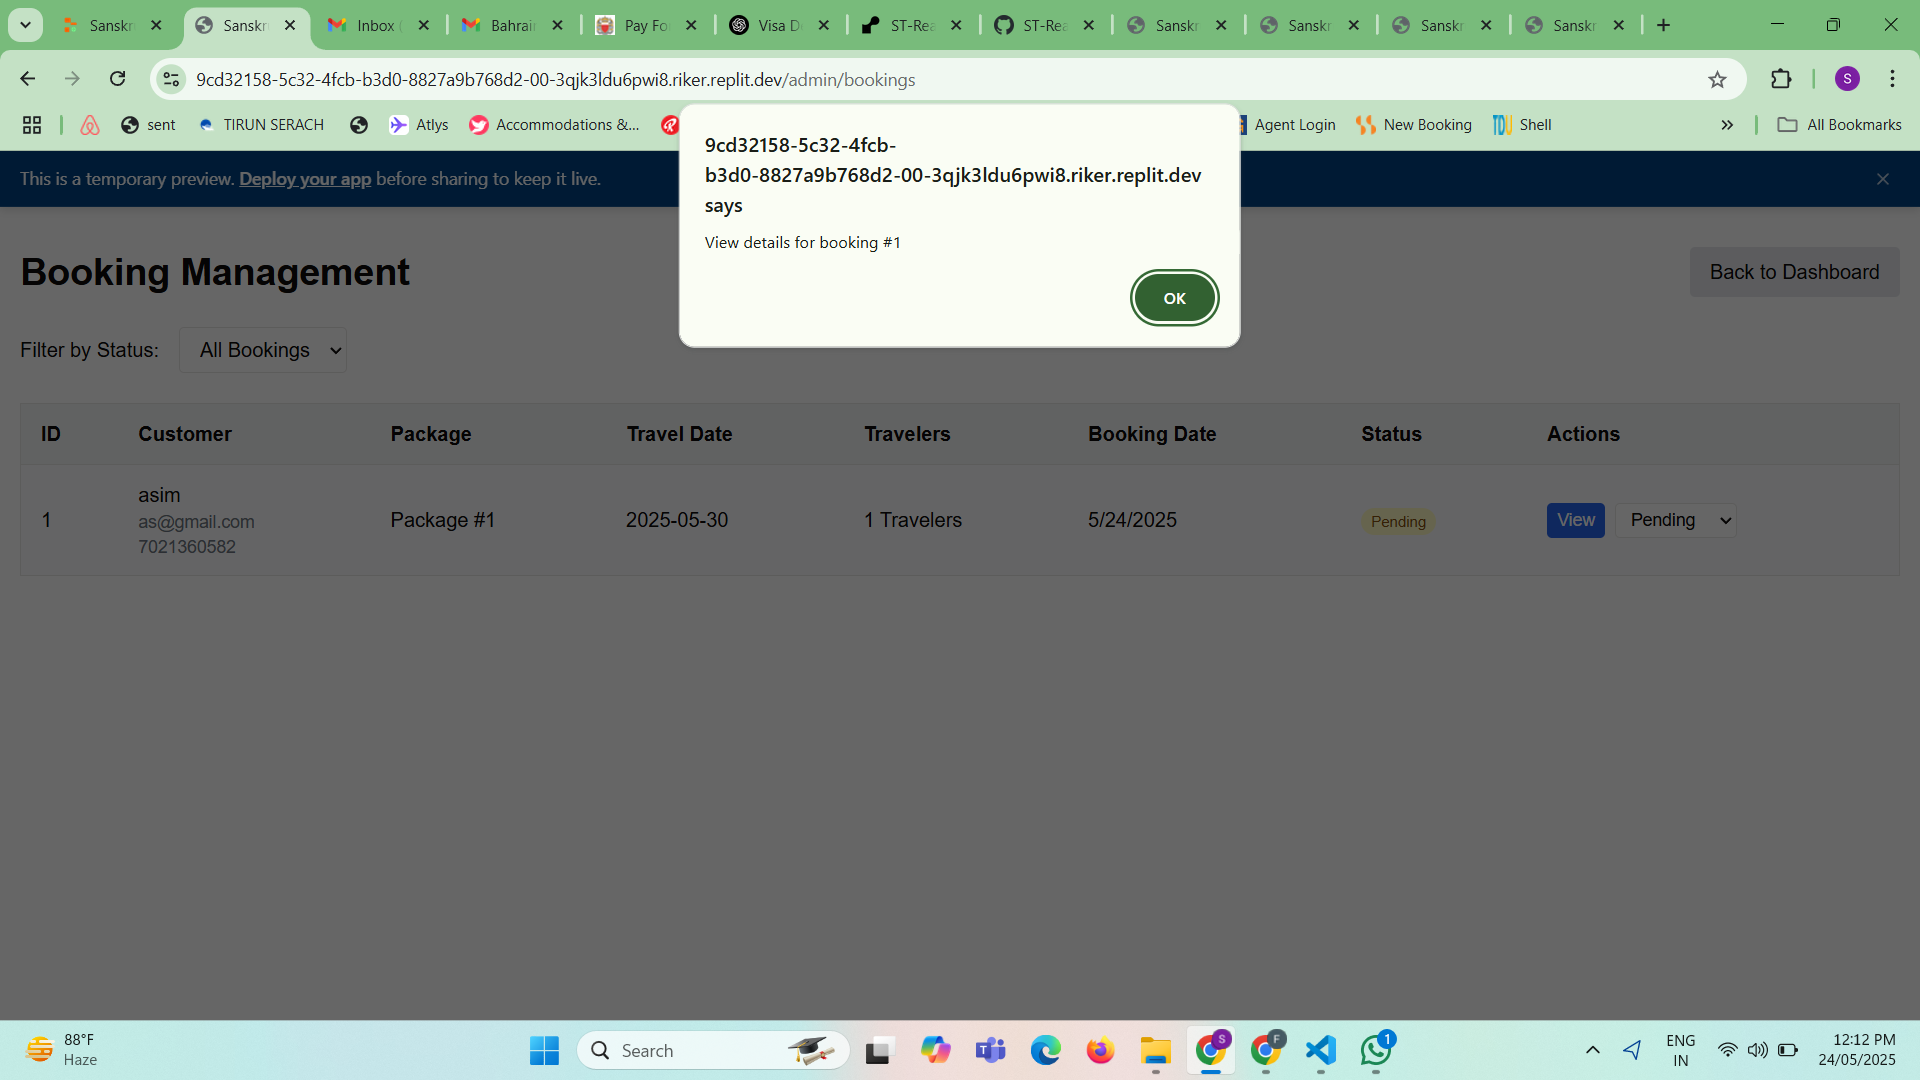 Sanskr
Sanskr
Inbox (
Bahrain
Pay For
Visa De
ST-Rea
ST-Rea
Sanskr
Sanskr
Sanskr
Sanskr
9cd32158-5c32-4fcb-b3d0-8827a9b768d2-00-3qjk3ldu6pwi8.riker.replit.dev/admin/bookings
S
sent
TIRUN SERACH
Atlys
Accommodations &...
Agent Login
New Booking
Shell
»
All Bookmarks
This is a temporary preview. Deploy your app before sharing to keep it live.
9cd32158-5c32-4fcb-
b3d0-8827a9b768d2-00-3qjk3ldu6pwi8.riker.replit.dev
says
View details for booking #1
OK
Booking Management
Back to Dashboard
Filter by Status:
All Bookings
ID Customer Package Travel Date Travelers Booking Date Status Actions
1 asim Package #1 2025-05-30 1 Travelers 5/24/2025 Pending View Pending
as@gmail.com
7021360582
88°F
Haze
Search
S
F
1
ENG
IN
12:12 PM
24/05/2025